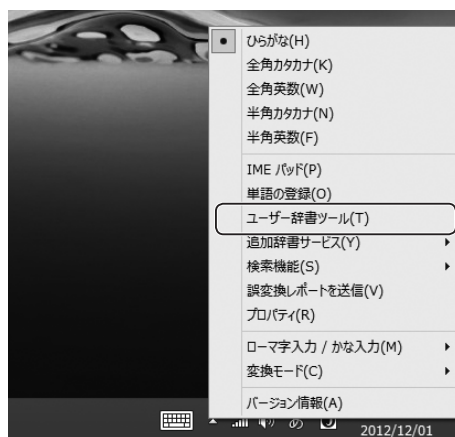 ひらがな(H)
全角カタカナ(K)
全角英数(W)
半角カタカナ(N)
半角英数(F)
IME パッド(P)
単語の登録(O)
ユーザー辞書ツール(T)
追加辞書サービス(Y)
検索機能(S)
誤変換レポートを送信(V)
プロパティ(R)
ローマ字入力 / かな入力(M)
変換モード(C)
バージョン情報(A)
あ
2012/12/01